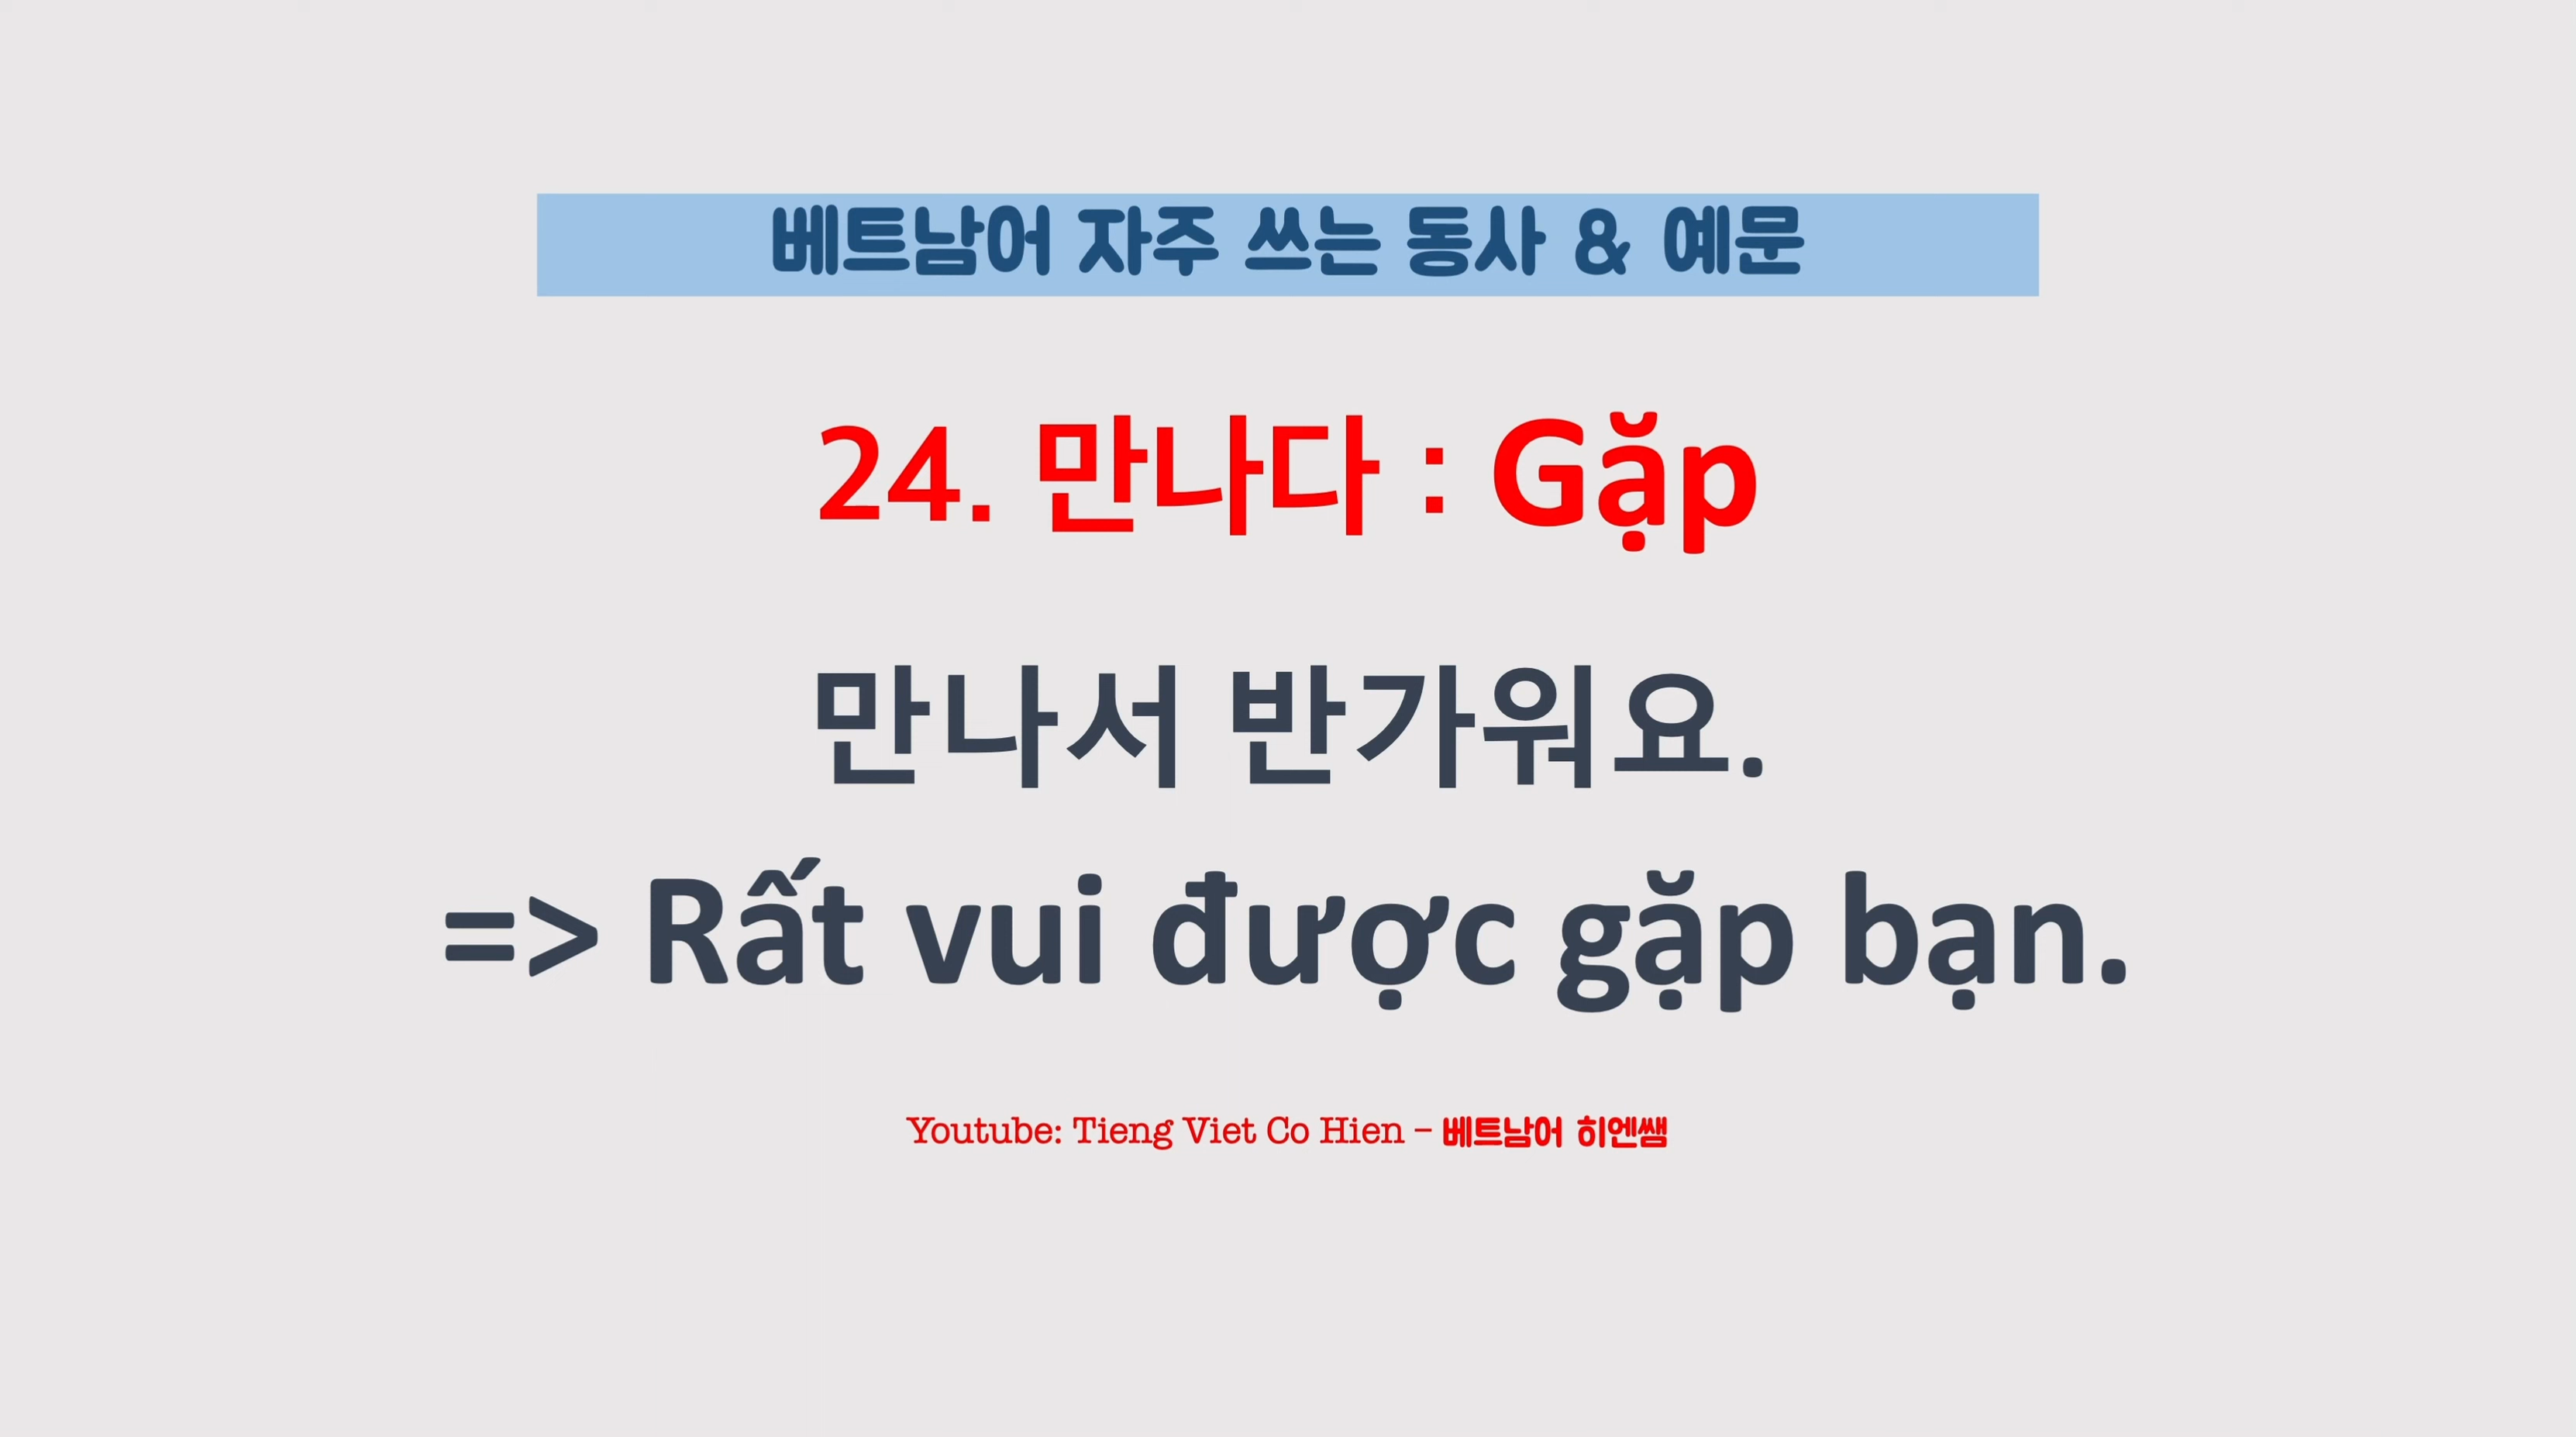 베트남어 자주 쓰는 동사 & 예문
24. 만나다 : Gặp
만나서 반가워요.
=> Rất vui được gặp bạn.
Youtube: Tieng Viet Co Hien – 베트남어 히엔쌤